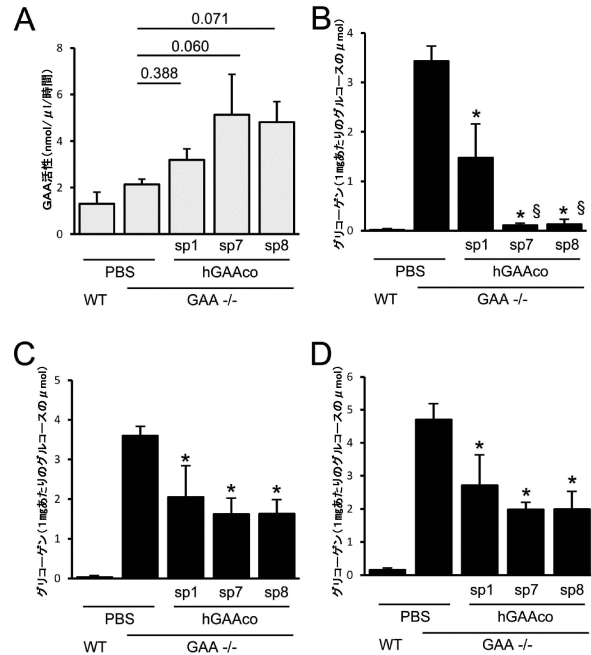 A
0.071
0.060
0.388
GAA活性(nmol/μl/時間)
8
6
4
2
0
sp1 sp7 sp8
PBS hGAAco
WT GAA -/-
B
グリコーゲン(1㎎あたりのグルコースのμmol)
4
3
2
1
0
*
* §
* §
sp1 sp7 sp8
PBS hGAAco
WT GAA -/-
C
グリコーゲン(1㎎あたりのグルコースのμmol)
5
4
3
2
1
0
* * *
sp1 sp7 sp8
PBS hGAAco
WT GAA -/-
D
グリコーゲン(1㎎あたりのグルコースのμmol)
6
5
4
3
2
1
0
* * *
sp1 sp7 sp8
PBS hGAAco
WT GAA -/-